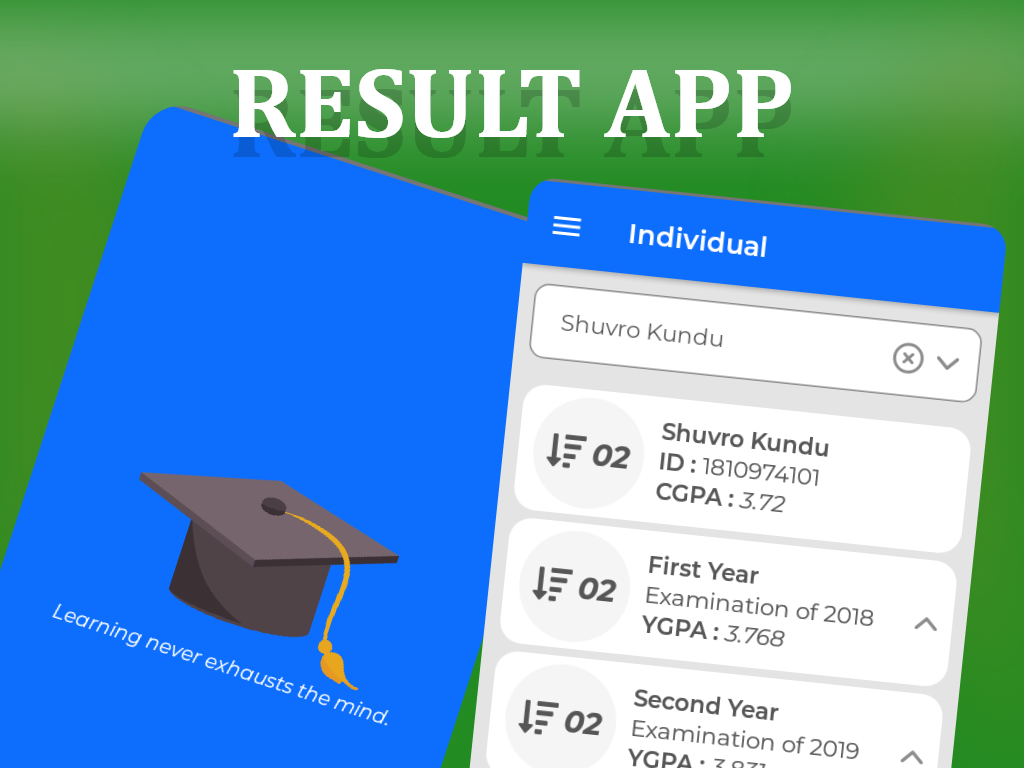 RESULT APP
Learning never exhausts the mind.
Individual
Shuvro Kundu
02
Shuvro Kundu
ID : 1810974101
CGPA : 3.72
02
First Year
Examination of 2018
YGPA : 3.768
02
Second Year
Examination of 2019
YGPA :